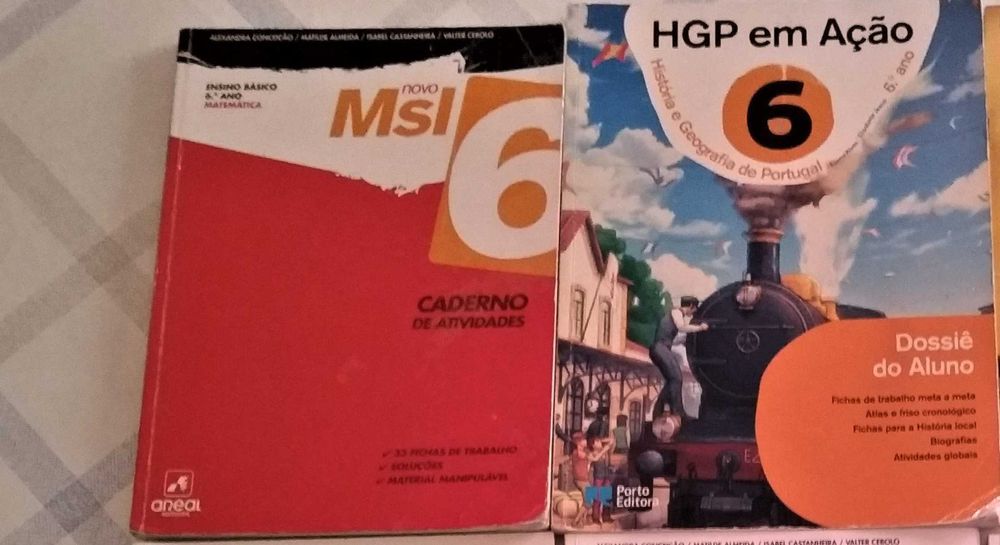 ALEXANDRA CONCEIÇÃO / MATILDE ALMEIDA / ISABEL CASTANHEIRA / VALTER CEBOLO
ENSINO BÁSICO
6.º ANO
MATEMÁTICA
novo
MSI
6
CADERNO
DE ATIVIDADES
✓ 33 FICHAS DE TRABALHO
✓ SOLUÇÕES
✓ MATERIAL MANIPULÁVEL
areal
HGP em Ação
6
História e Geografia de Portugal
6.º ano
Dossiê
do Aluno
Fichas de trabalho meta a meta
Atlas e friso cronológico
Fichas para a História local
Biografias
Atividades globais
Porto
Editora
ALEXANDRA CONCEIÇÃO / MATILDE ALMEIDA / ISABEL CASTANHEIRA / VALTER CEBOLO